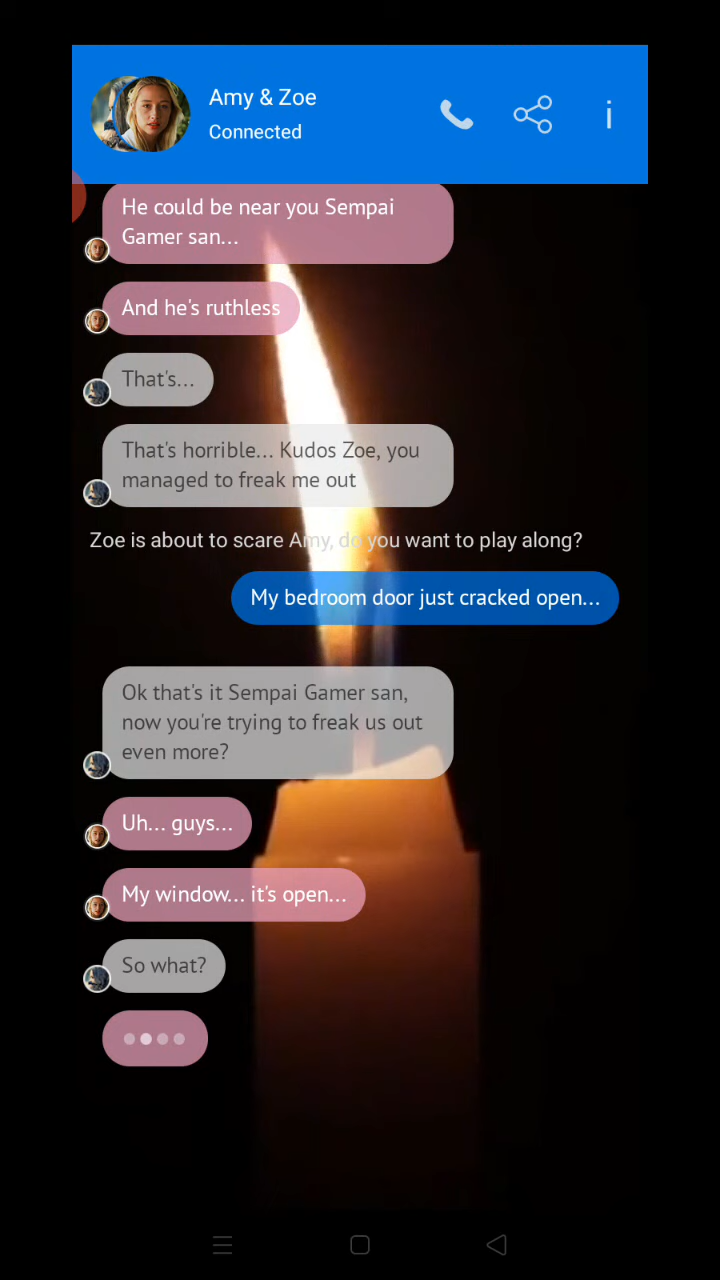 Amy & Zoe
Connected
He could be near you Sempai
Gamer san...
And he's ruthless
That's...
That's horrible... Kudos Zoe, you
managed to freak me out
Zoe is about to scare Amy, do you want to play along?
My bedroom door just cracked open...
Ok that's it Sempai Gamer san,
now you're trying to freak us out
even more?
Uh... guys...
My window... it's open...
So what?